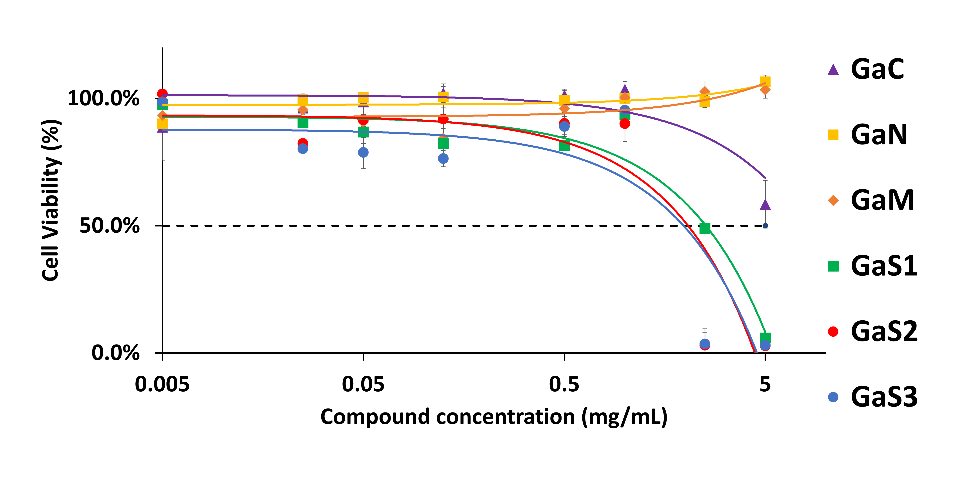 100.0%
50.0%
0.0%
Cell Viability (%)
0.005
0.05
0.5
5
Compound concentration (mg/mL)
GaC
GaN
GaM
GaS1
GaS2
GaS3